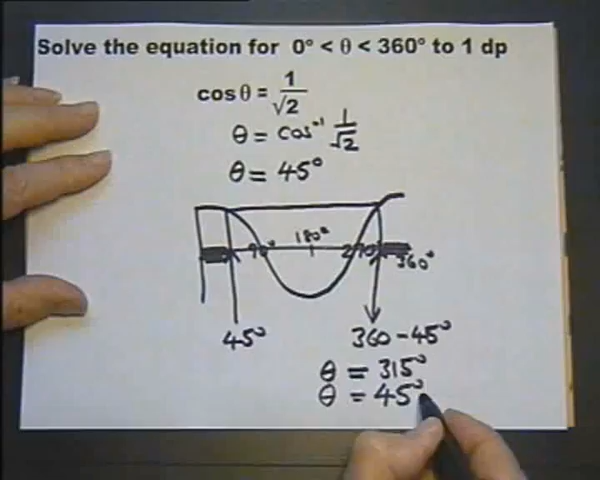 Solve the equation for 0° < θ < 360° to 1 dp
cos θ = 1/√2
θ = cos⁻¹ 1/√2
θ = 45°
90° 180° 270° 360°
45° 360 - 45°
θ = 315°
θ = 45°